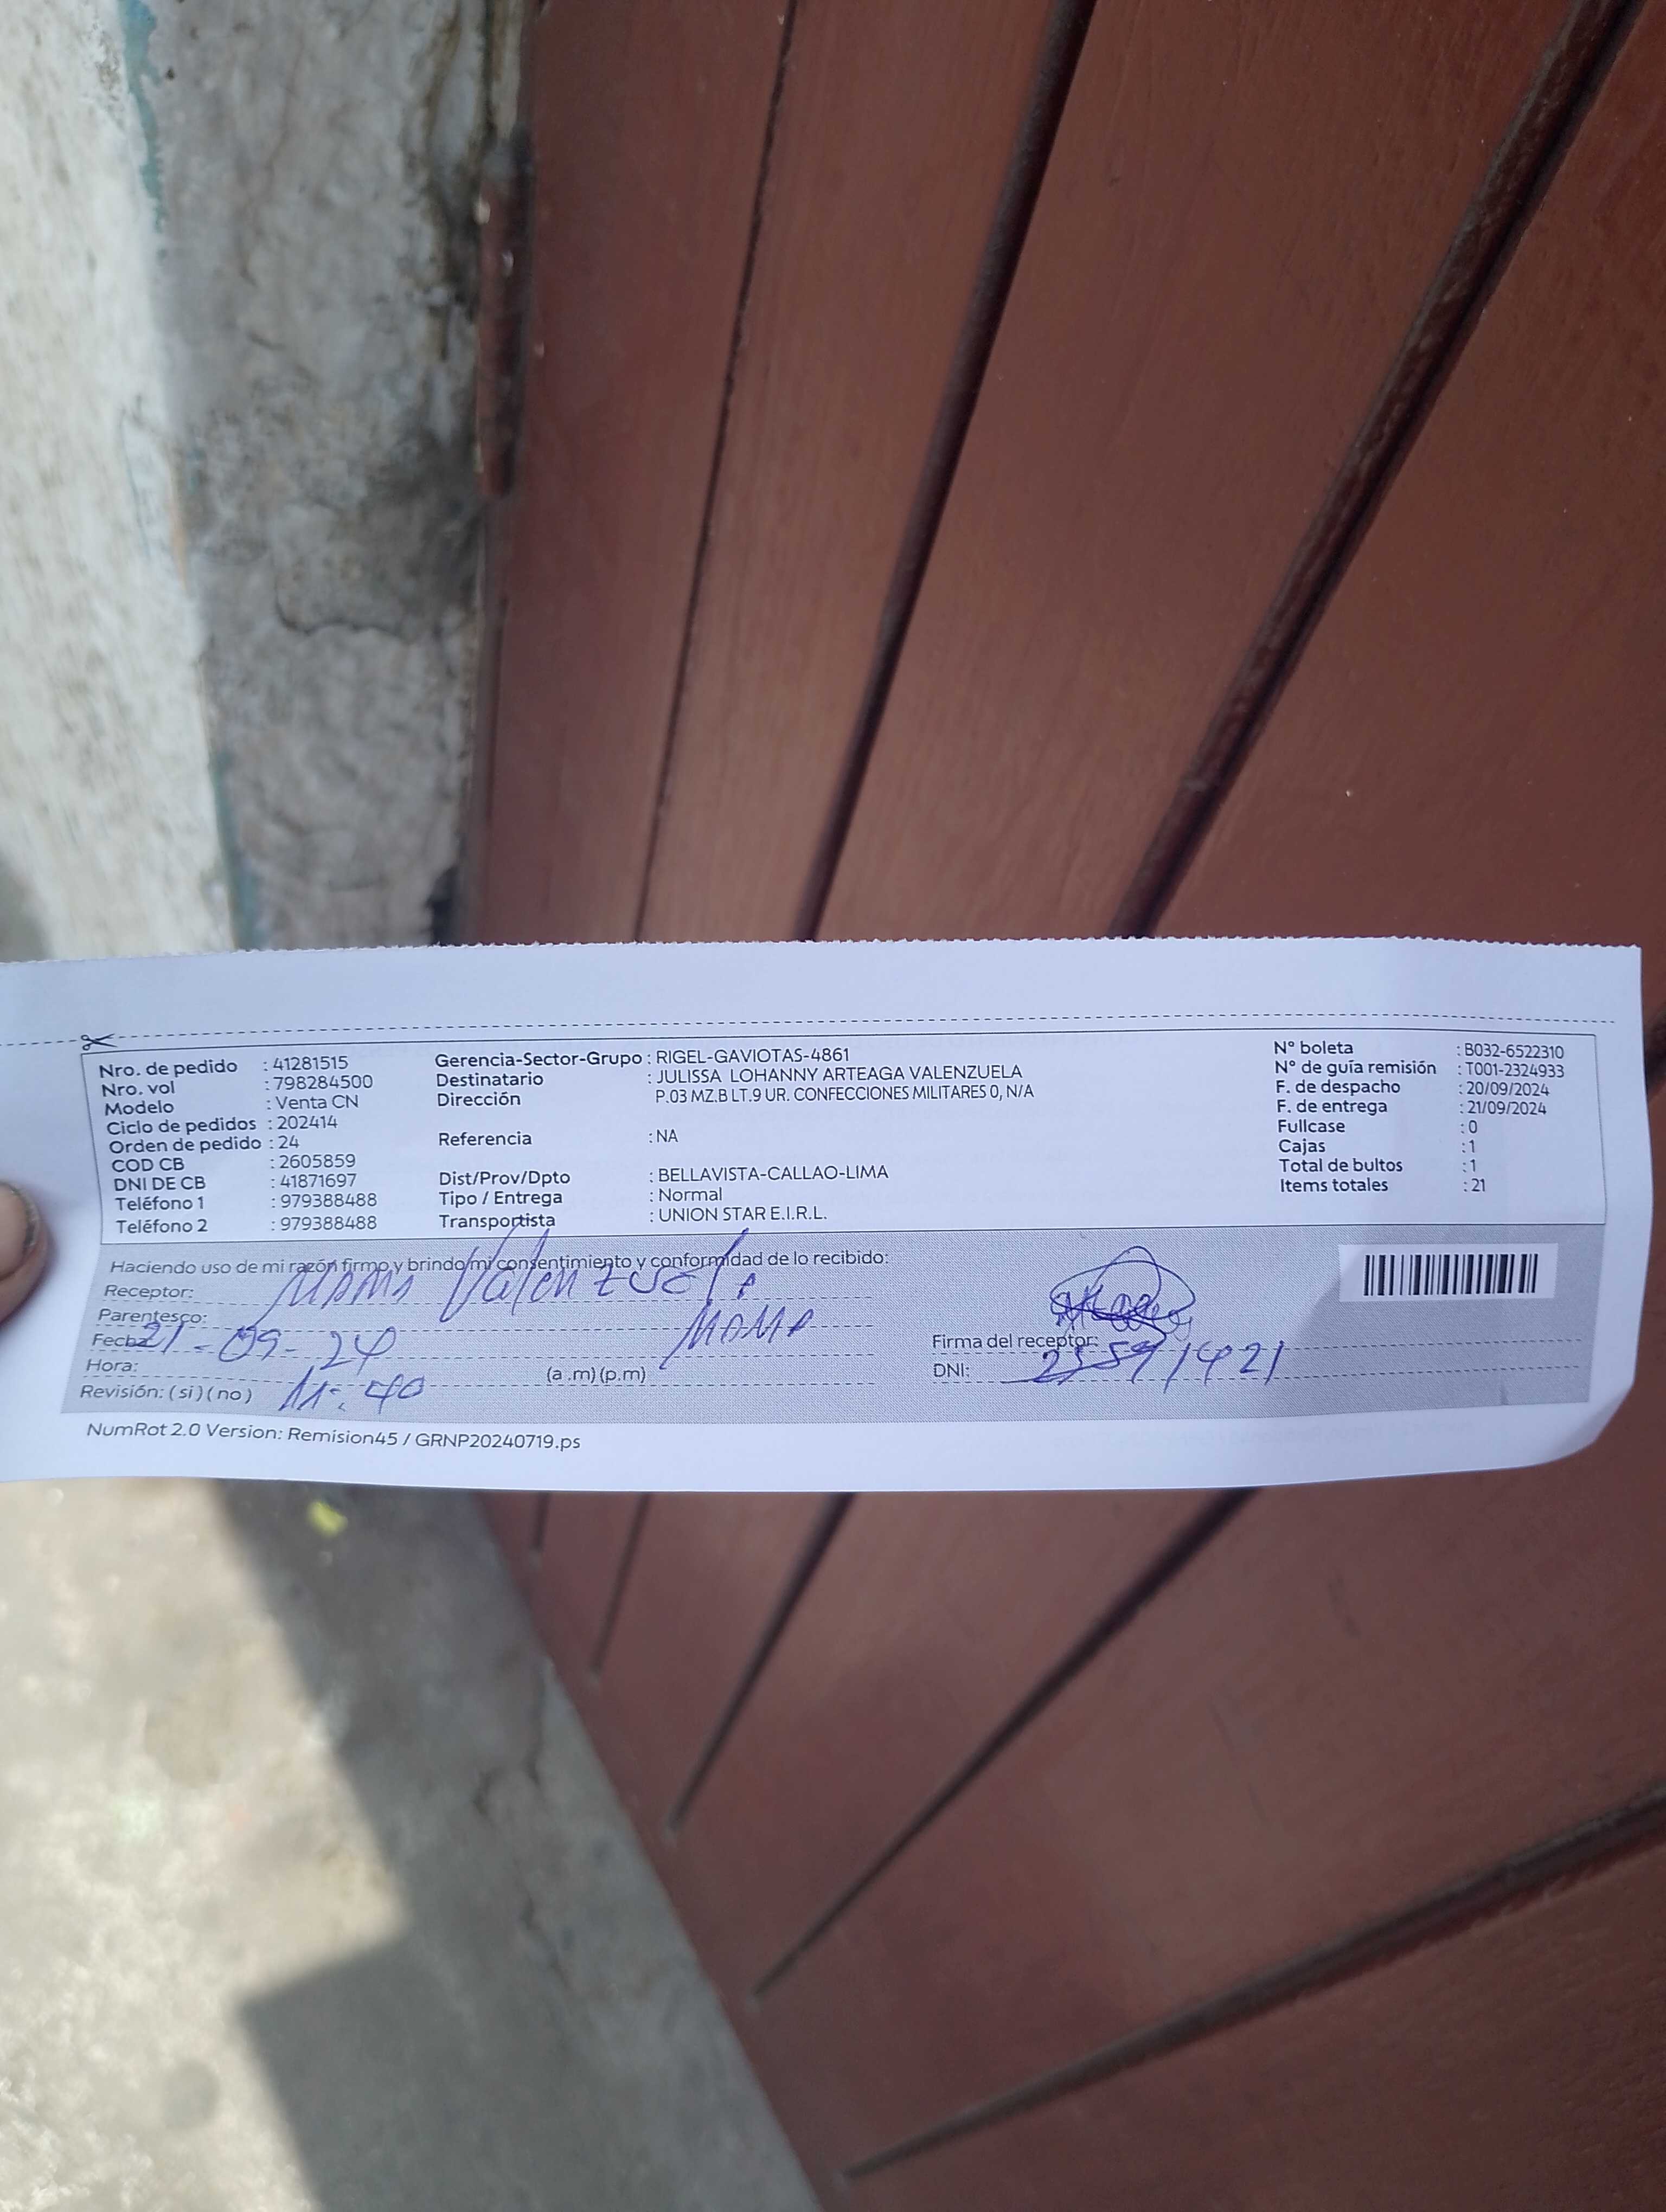 Nro. de pedido : 41281515
Nro. vol : 798284500
Modelo : Venta CN
Ciclo de pedidos : 202414
Orden de pedido : 24
COD CB : 2605859
DNI DE CB : 41871697
Teléfono 1 : 979388488
Teléfono 2 : 979388488
Gerencia-Sector-Grupo : RIGEL-GAVIOTAS-4861
Destinatario : JULISSA LOHANNY ARTEAGA VALENZUELA
Dirección P.03 MZ.B LT.9 UR. CONFECCIONES MILITARES 0, N/A
Referencia : NA
Dist/Prov/Dpto : BELLAVISTA-CALLAO-LIMA
Tipo / Entrega : Normal
Transportista : UNION STAR E.I.R.L.
N° boleta : B032-6522310
N° de guía remisión : T001-2324933
F. de despacho : 20/09/2024
F. de entrega : 21/09/2024
Fullcase : 0
Cajas : 1
Total de bultos : 1
Items totales : 21
Haciendo uso de mi razón firmo y brindo mi consentimiento y conformidad de lo recibido:
Receptor: Valenzuela
Parentesco: MAMA
Fecha: 21-09-24
Hora: 11:40 (a .m) (p.m)
Revisión: ( si ) ( no )
Firma del receptor:
DNI:
NumRot 2.0 Version: Remision45 / GRNP20240719.ps